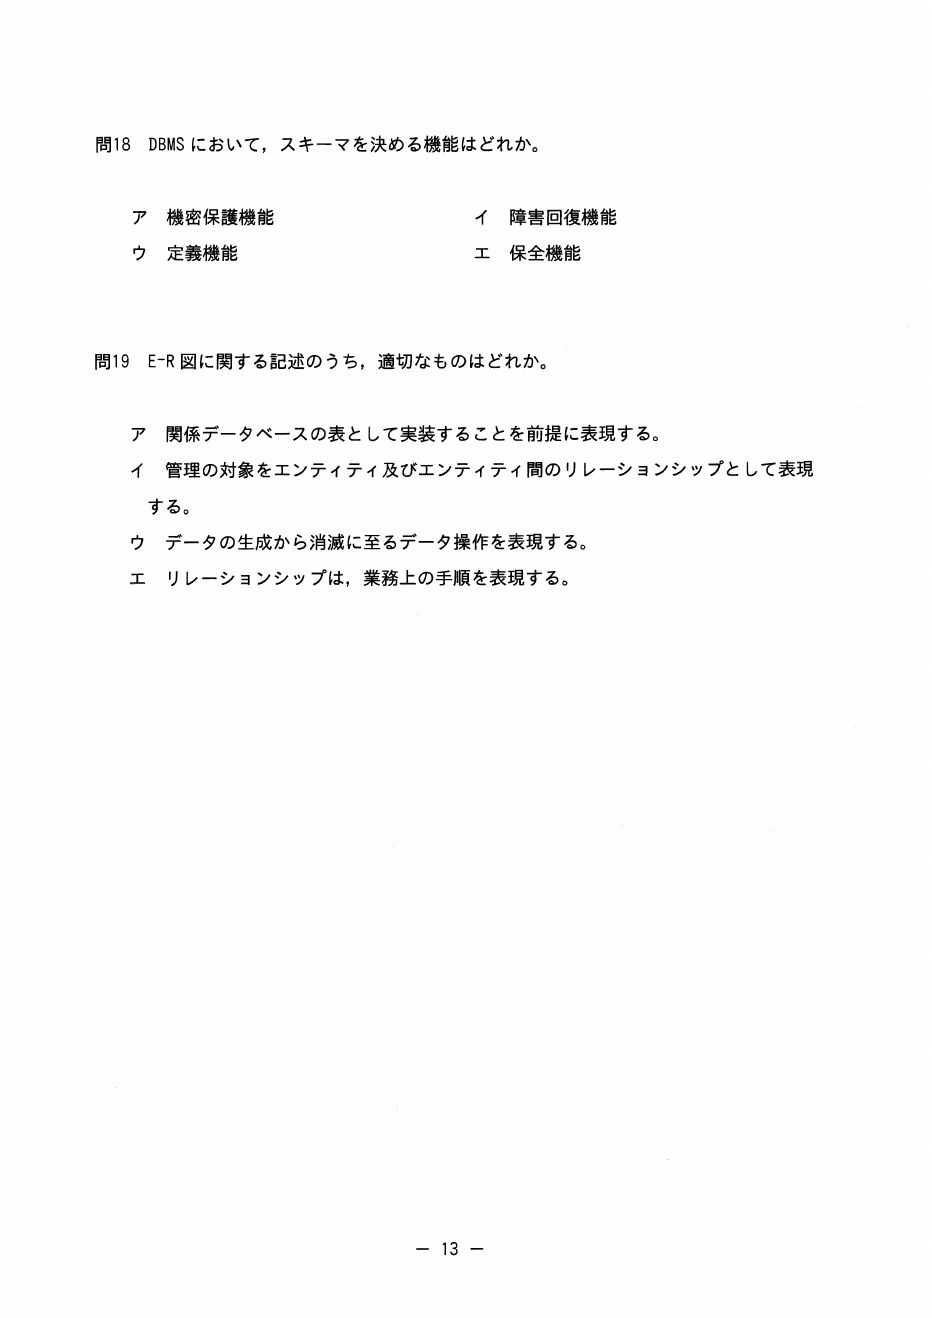 問18 DBMSにおいて，スキーマを決める機能はどれか。
ア 機密保護機能 イ 障害回復機能
ウ 定義機能 エ 保全機能
問19 E-R図に関する記述のうち，適切なものはどれか。
ア 関係データベースの表として実装することを前提に表現する。
イ 管理の対象をエンティティ及びエンティティ間のリレーションシップとして表現
する。
ウ データの生成から消滅に至るデータ操作を表現する。
エ リレーションシップは，業務上の手順を表現する。
― 13 ―